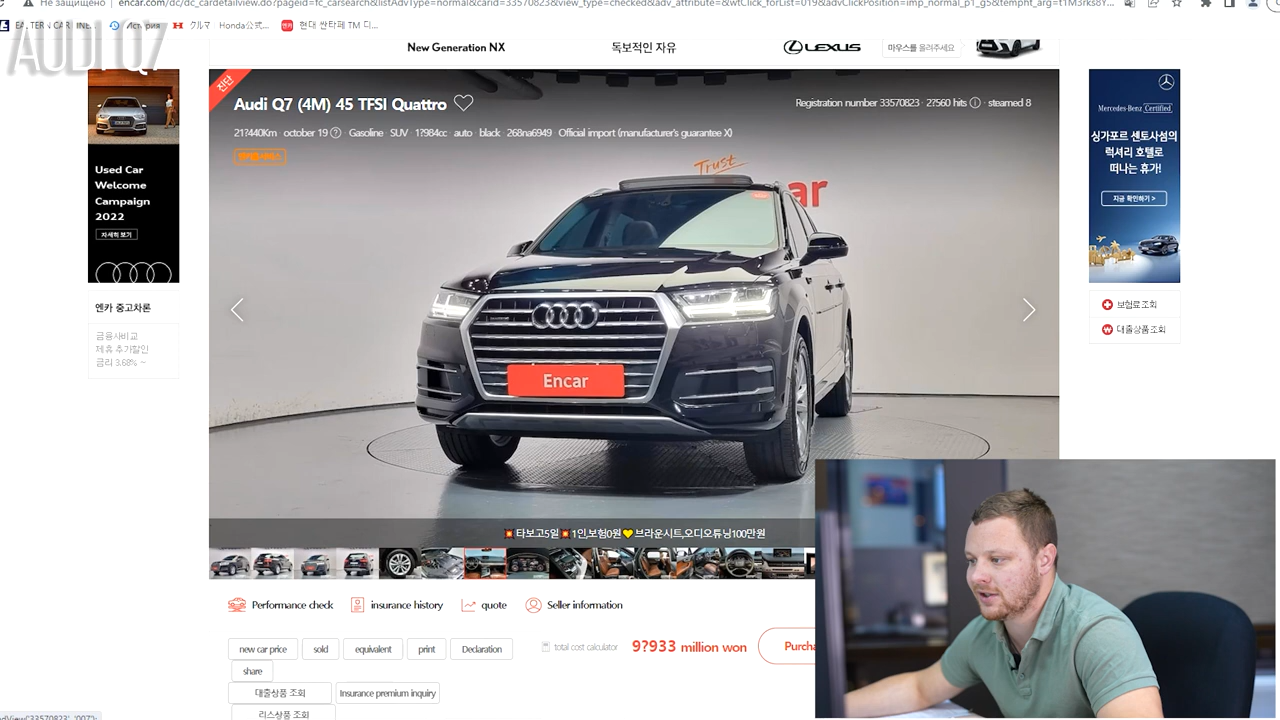 Не защищено
encar.com/dc/dc_cardetailview.do?pageid=fc_carsearch&listAdvType=normal&carid=33570823&view_type=checked&adv_attribute=&wtClick_forList=019&advClickPosition=imp_normal_p1_g5&tempht_arg=t1M3rks8Y...
История
クルマ Honda公式...
현대 싼타페 TM 디...
AUDI Q7
New Generation NX
독보적인 자유
LEXUS
마우스를 올려주세요
진단
Audi Q7 (4M) 45 TFSI Quattro
Registration number 33570823 · 2?560 hits · steamed 8
21?440Km october 19 Gasoline SUV 1?984cc auto black 268na6949 Official import (manufacturer's guarantee X)
Trust
Encar
타보고5일 1인,보험0원 브라운시트,오디오튜닝100만원
Used Car
Welcome
Campaign
2022
자세히 보기
엔카 중고차론
금융사비교
제휴 추가할인
금리 3.68% ~
Mercedes-Benz Certified
싱가포르 센토사섬의
럭셔리 호텔로
떠나는 휴가!
지금 확인하기 >
보험료조회
대출상품조회
Performance check
insurance history
quote
Seller information
new car price
sold
equivalent
print
Declaration
total cost calculator
9?933 million won
Purcha
share
대출상품 조회
Insurance premium inquiry
리스상품 조회